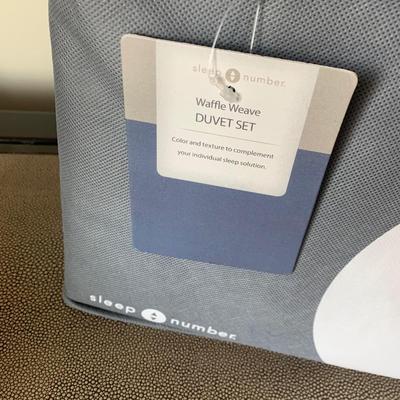 sleep number.
Waffle Weave
DUVET SET
Color and texture to complement
your individual sleep solution.
sleep number.